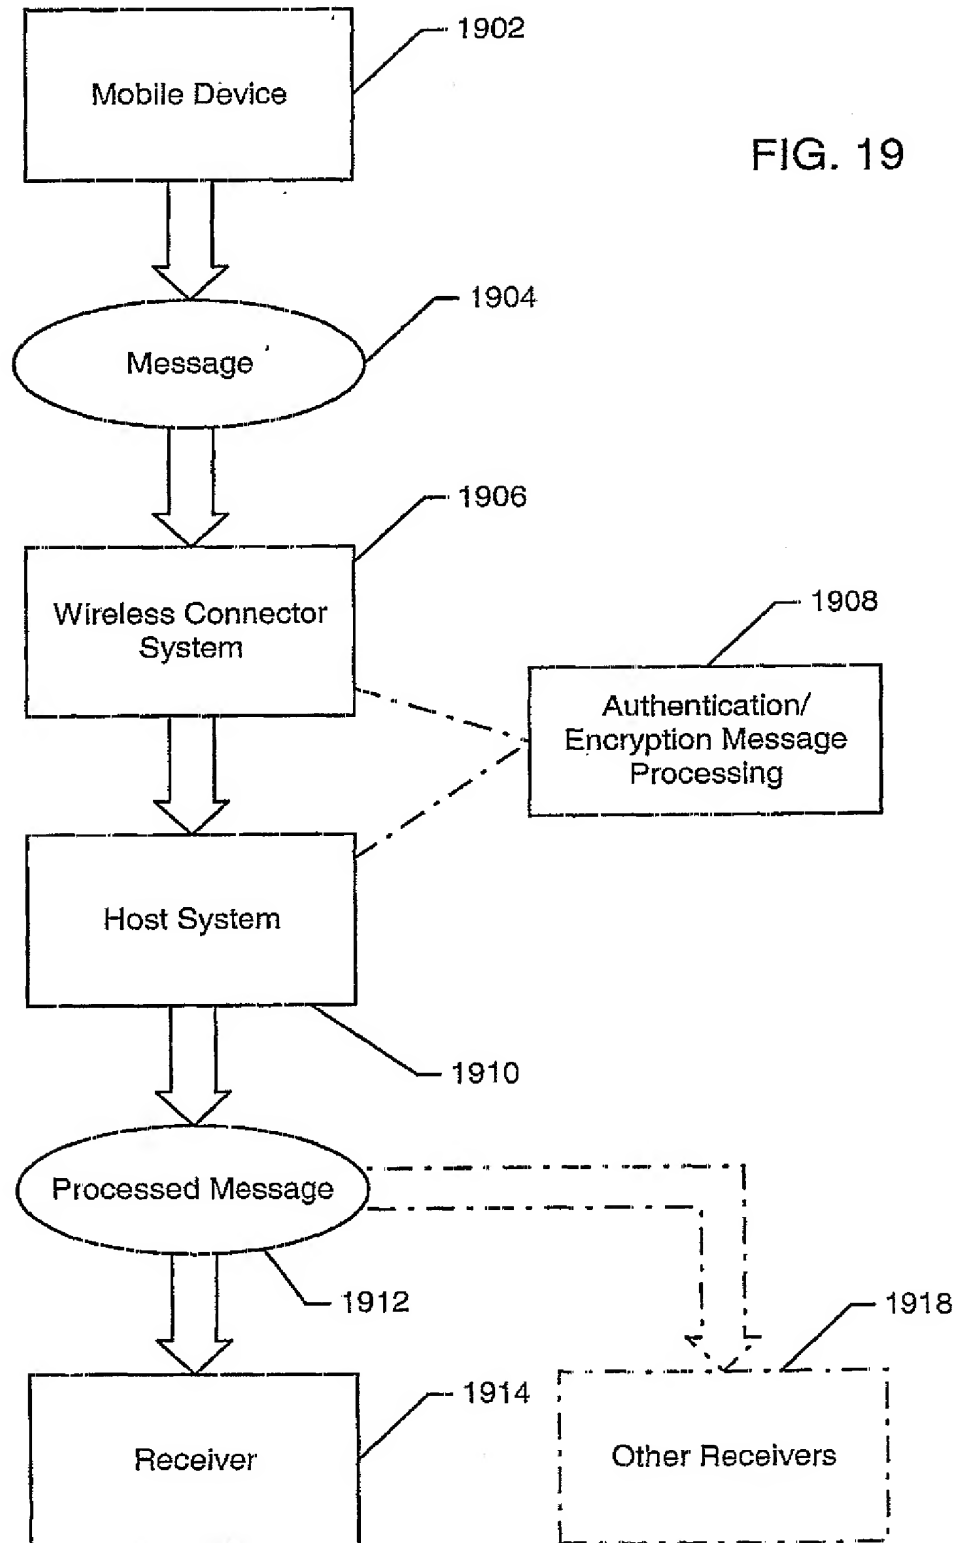 1902
Mobile Device
FIG. 19
1904
Message
1906
Wireless Connector
System
1908
Authentication/
Encryption Message
Processing
Host System
1910
Processed Message
1912
1918
1914
Receiver
Other Receivers